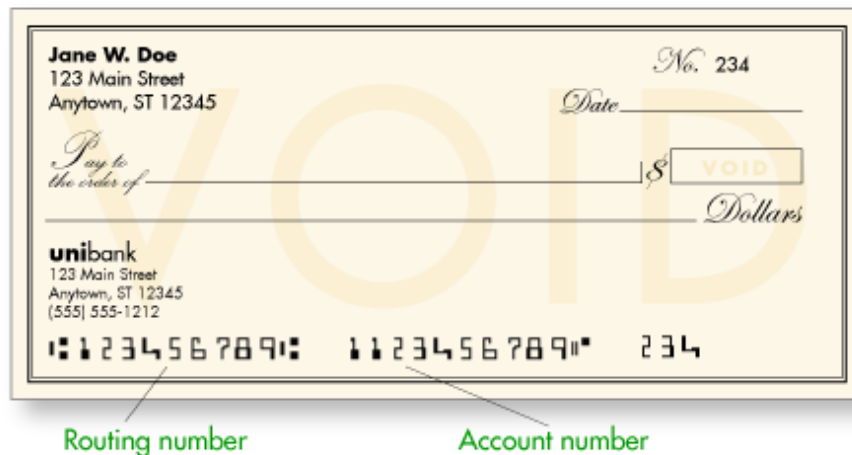 Jane W. Doe
No. 234
123 Main Street
Anytown, ST 12345
Date
VOID
Pay to
the order of
$ VOID
Dollars
unibank
123 Main Street
Anytown, ST 12345
(555) 555-1212
⑆123456789⑆ 1123456789⑈ 234
Routing number Account number